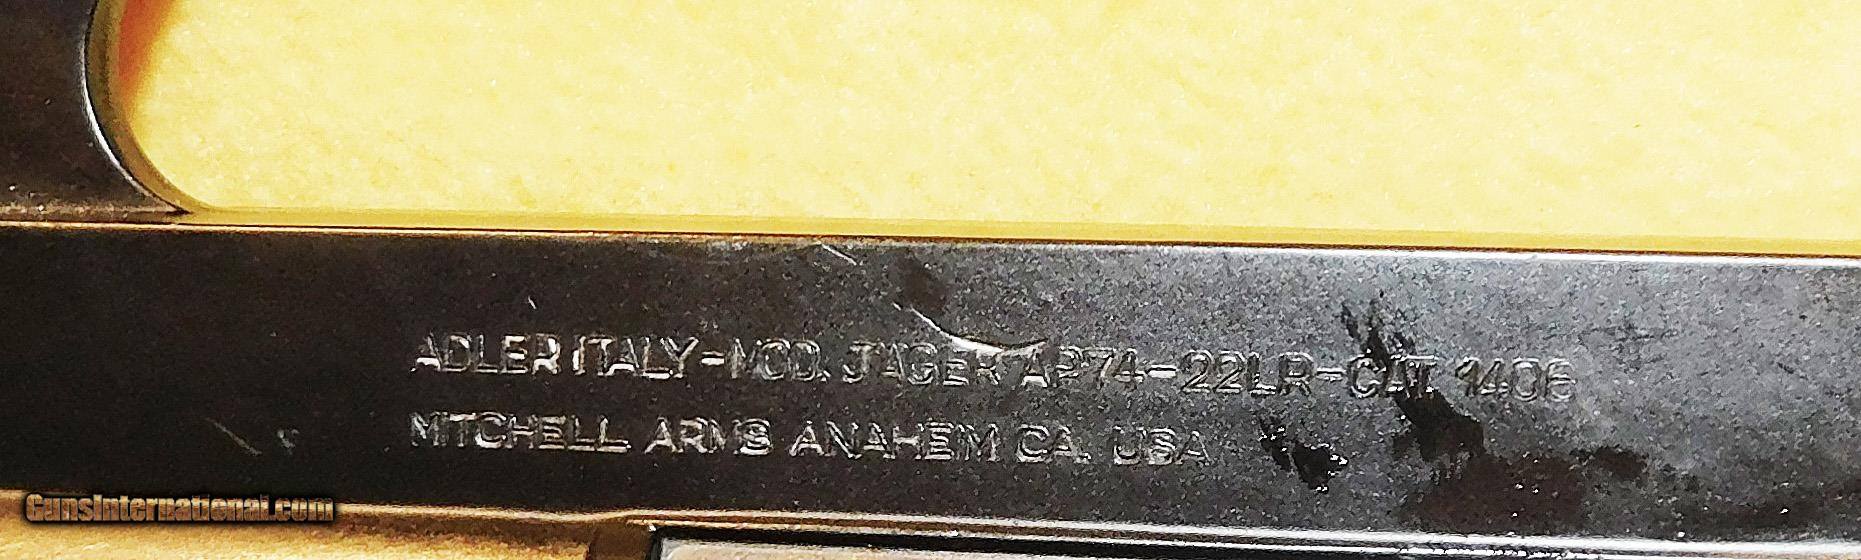 ADLER ITALY-MOD. JAGER AP74-22LR-CAT 1406
MITCHELL ARMS ANAHEIM CA. USA
GunsInternational.com